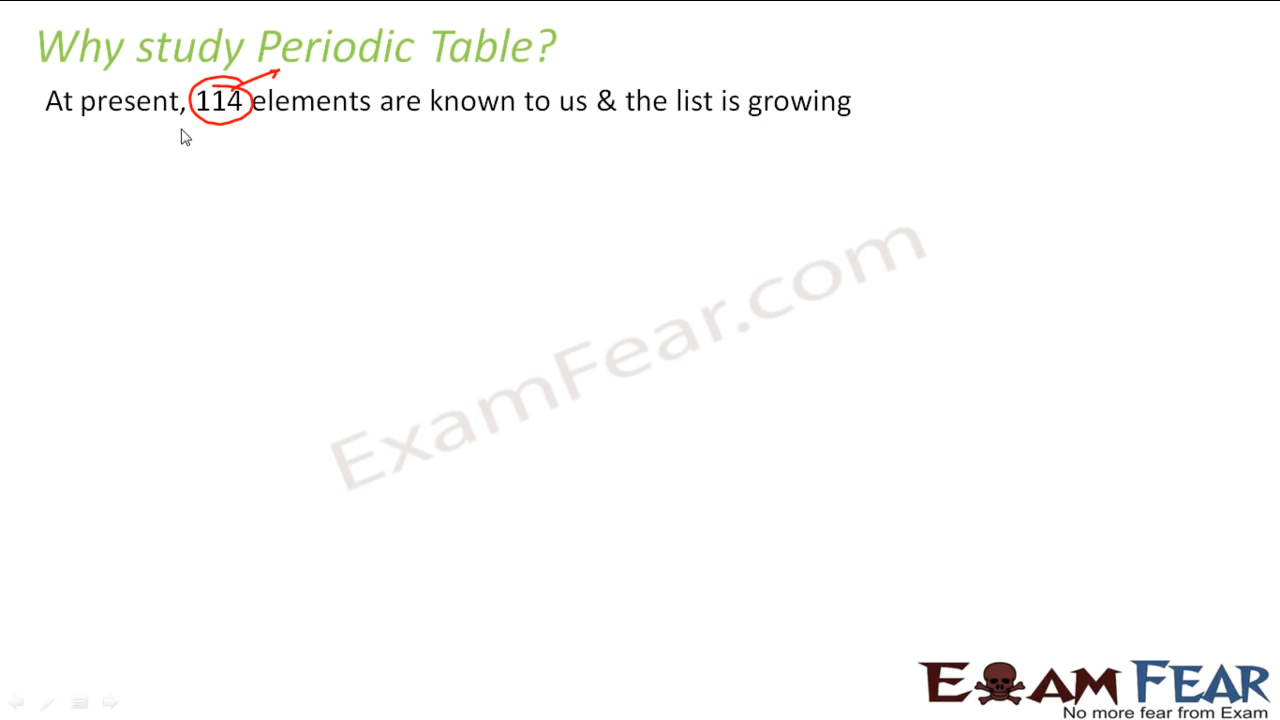 Why study Periodic Table?
At present, 114 elements are known to us & the list is growing
ExamFear.com
EXAM FEAR
No more fear from Exam